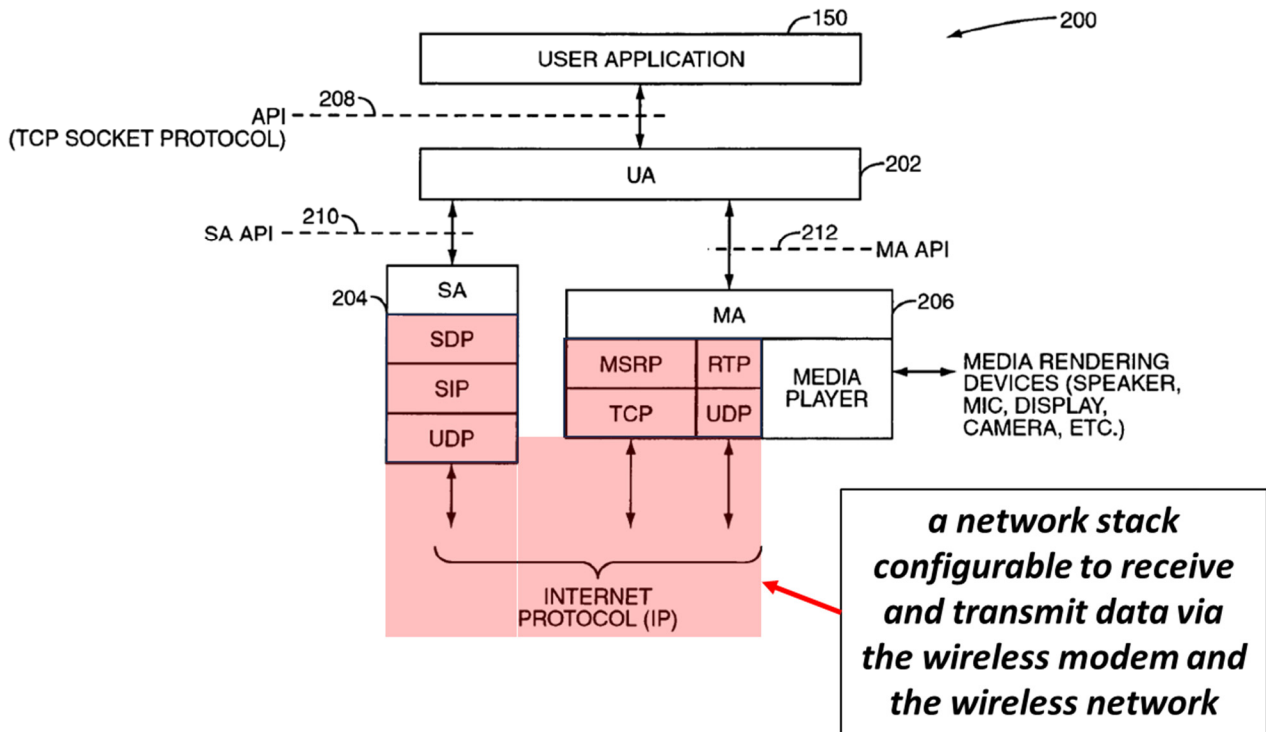 150
200
USER APPLICATION
208
API
(TCP SOCKET PROTOCOL)
UA
202
210
SA API
212
MA API
204
SA
206
MA
SDP
MSRP
RTP
MEDIA
PLAYER
MEDIA RENDERING
DEVICES (SPEAKER,
MIC, DISPLAY,
CAMERA, ETC.)
SIP
TCP
UDP
UDP
a network stack
configurable to receive
and transmit data via
the wireless modem and
the wireless network
INTERNET
PROTOCOL (IP)